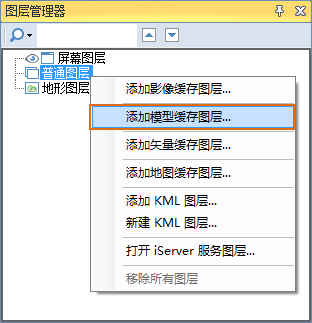 图层管理器
屏幕图层
普通图层
地形图层
添加影像缓存图层...
添加模型缓存图层...
添加矢量缓存图层...
添加地图缓存图层...
添加 KML 图层...
新建 KML 图层...
打开 iServer 服务图层...
移除所有图层